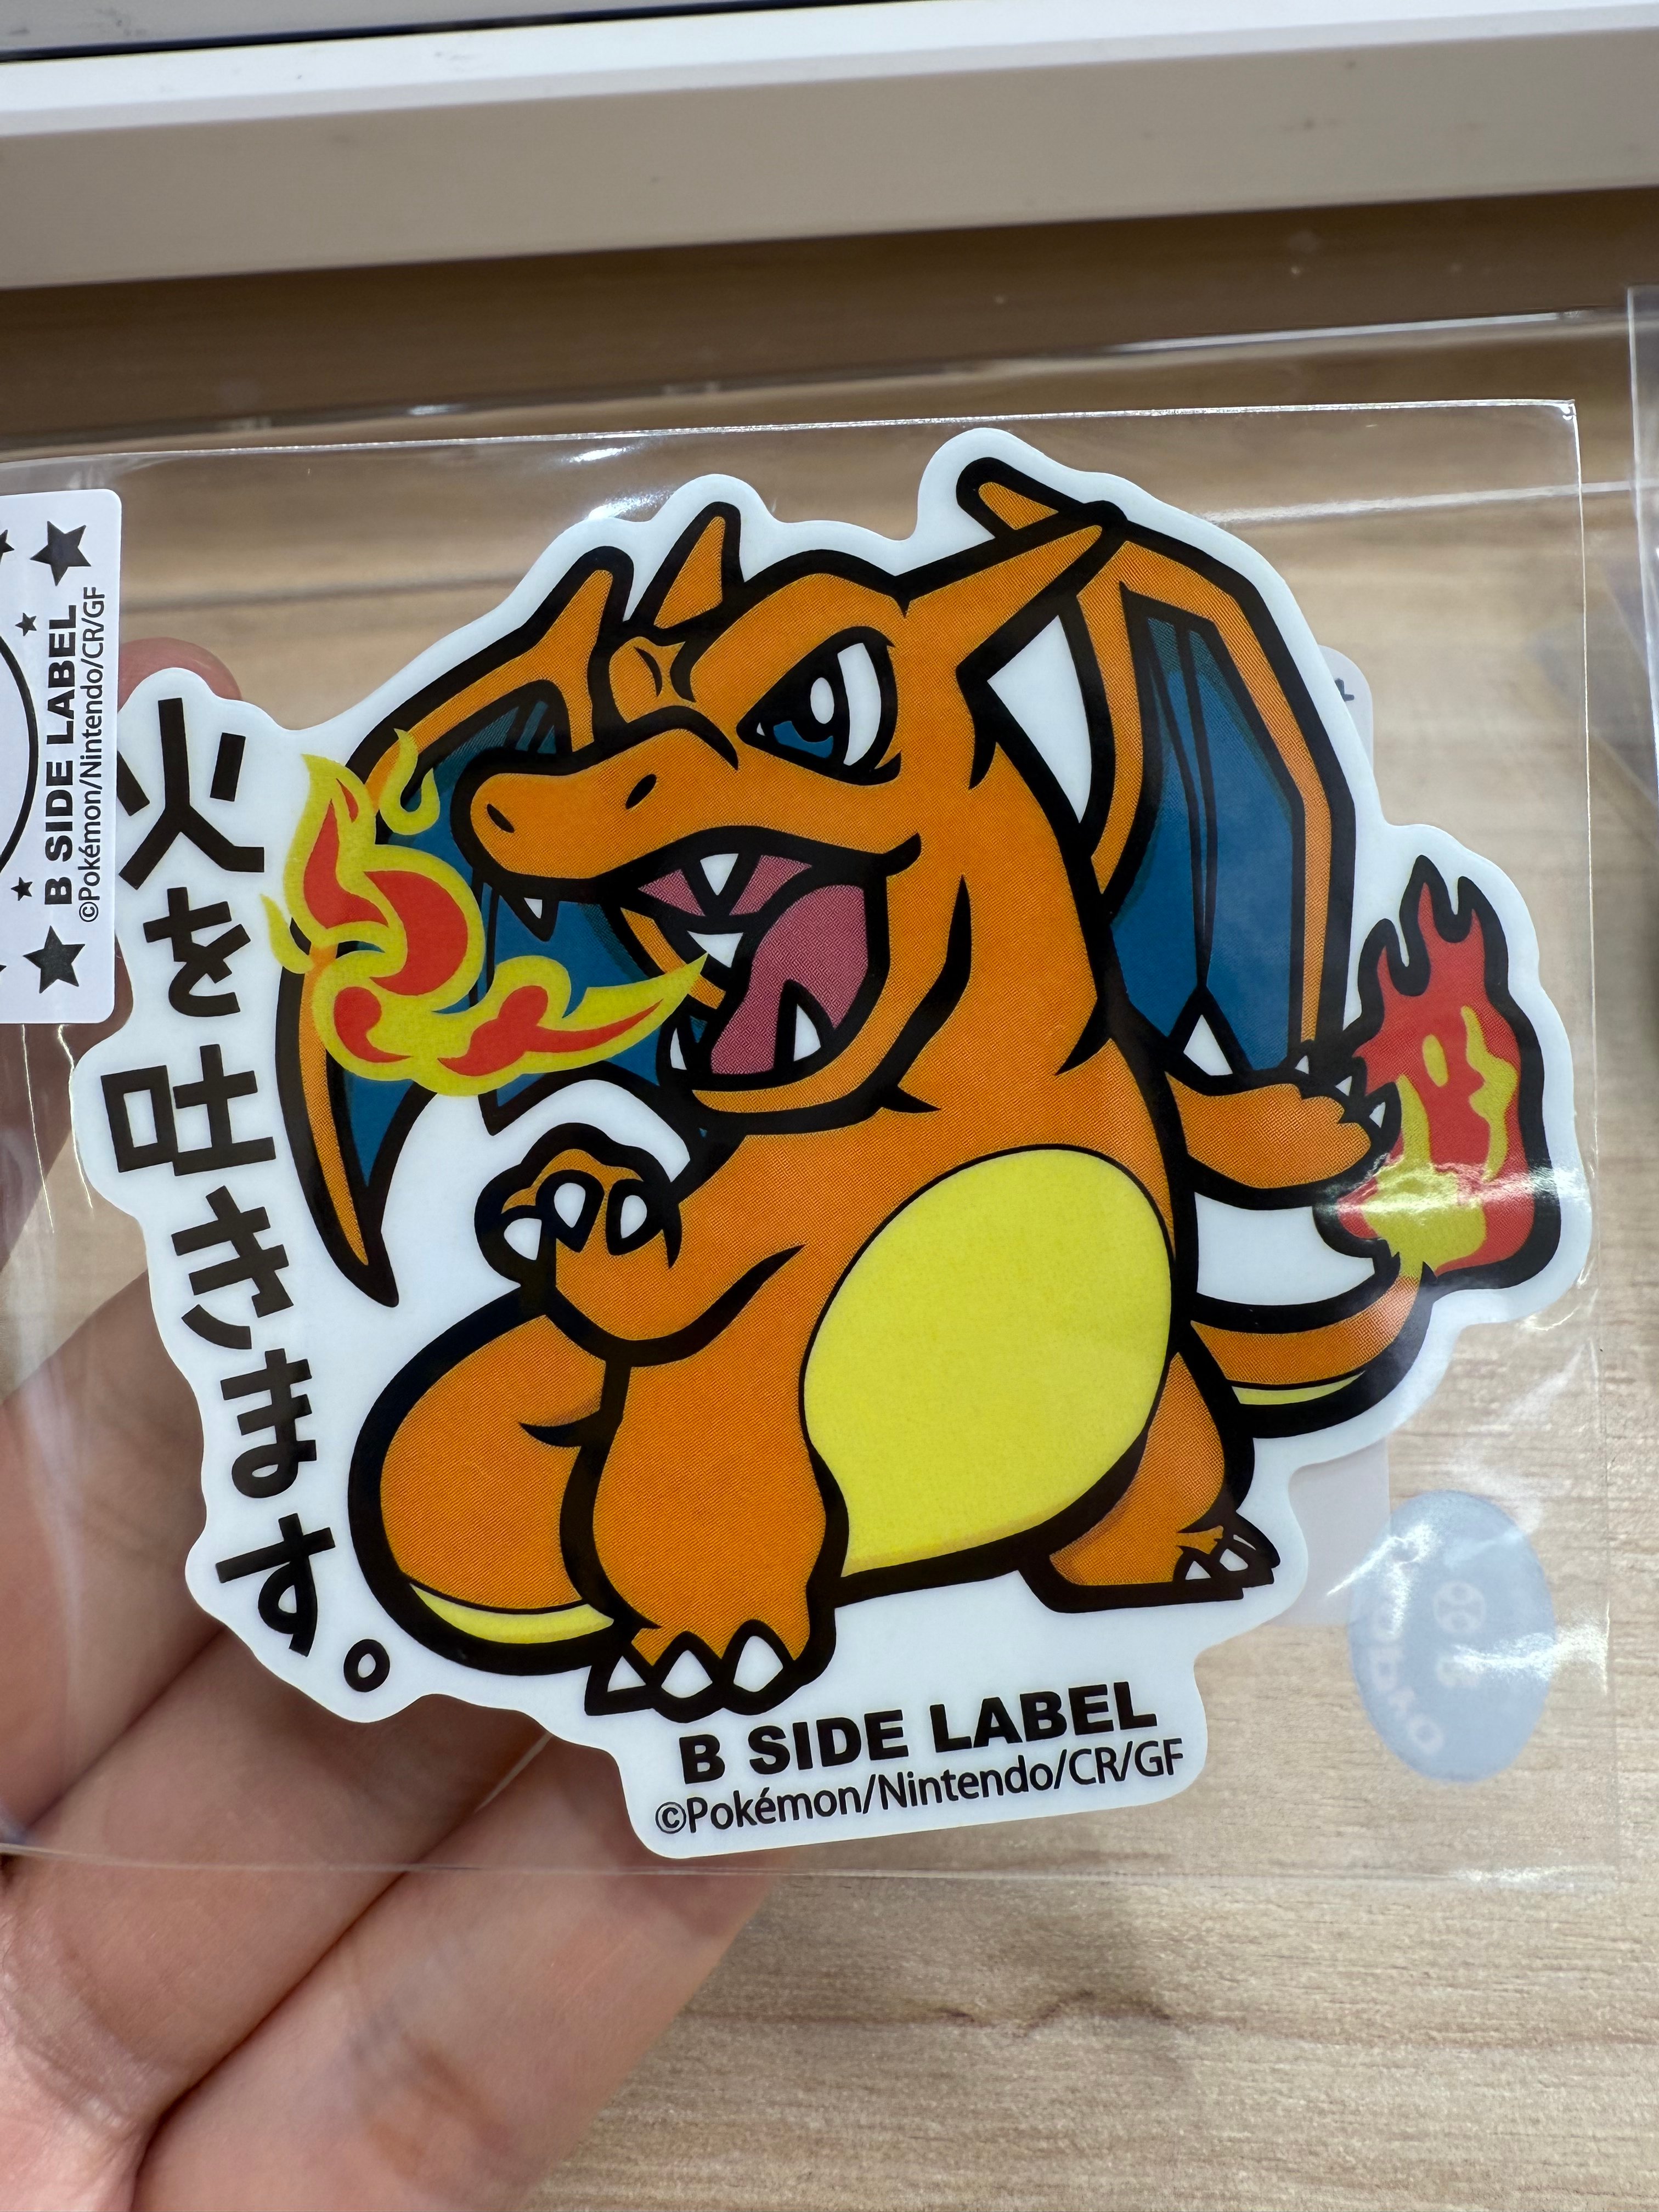 火を吐きます。
B SIDE LABEL
©Pokémon/Nintendo/CR/GF
B SIDE LABEL
©Pokémon/Nintendo/CR/GF